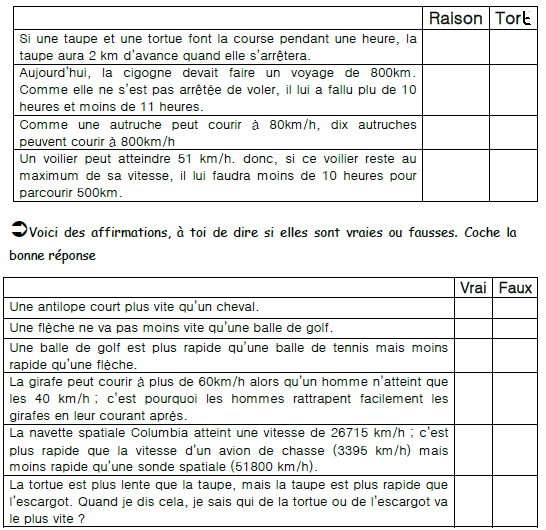 Raison Tort
Si une taupe et une tortue font la course pendant une heure, la
taupe aura 2 km d'avance quand elle s'arrêtera.
Aujourd'hui, la cigogne devait faire un voyage de 800km.
Comme elle ne s'est pas arrêtée de voler, il lui a fallu plu de 10
heures et moins de 11 heures.
Comme une autruche peut courir à 80km/h, dix autruches
peuvent courir à 800km/h
Un voilier peut atteindre 51 km/h. donc, si ce voilier reste au
maximum de sa vitesse, il lui faudra moins de 10 heures pour
parcourir 500km.
Voici des affirmations, à toi de dire si elles sont vraies ou fausses. Coche la
bonne réponse
Vrai Faux
Une antilope court plus vite qu'un cheval.
Une flèche ne va pas moins vite qu'une balle de golf.
Une balle de golf est plus rapide qu'une balle de tennis mais moins
rapide qu'une flèche.
La girafe peut courir à plus de 60km/h alors qu'un homme n'atteint que
les 40 km/h ; c'est pourquoi les hommes rattrapent facilement les
girafes en leur courant après.
La navette spatiale Columbia atteint une vitesse de 26715 km/h ; c'est
plus rapide que la vitesse d'un avion de chasse (3395 km/h) mais
moins rapide qu'une sonde spatiale (51800 km/h).
La tortue est plus lente que la taupe, mais la taupe est plus rapide que
l'escargot. Quand je dis cela, je sais qui de la tortue ou de l'escargot va
le plus vite ?